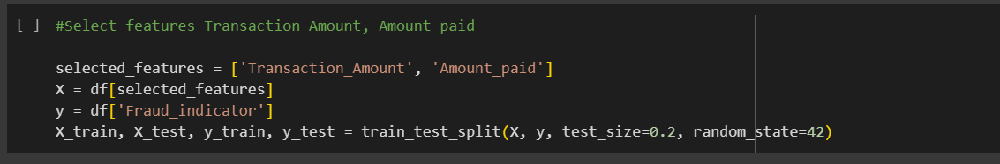 [ ] #Select features Transaction_Amount, Amount_paid
selected_features = ['Transaction_Amount', 'Amount_paid']
X = df[selected_features]
y = df['Fraud_indicator']
X_train, X_test, y_train, y_test = train_test_split(X, y, test_size=0.2, random_state=42)